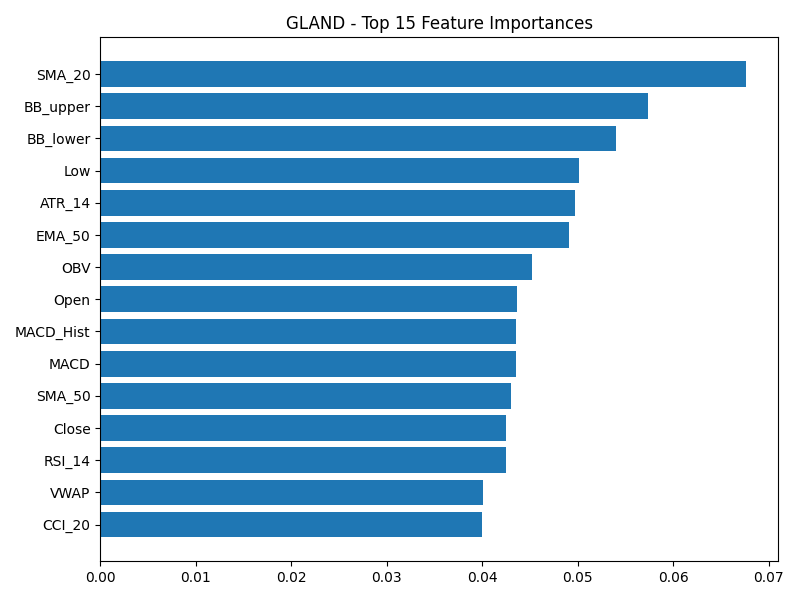 GLAND - Top 15 Feature Importances
SMA_20
BB_upper
BB_lower
Low
ATR_14
EMA_50
OBV
Open
MACD_Hist
MACD
SMA_50
Close
RSI_14
VWAP
CCI_20
0.00 0.01 0.02 0.03 0.04 0.05 0.06 0.07